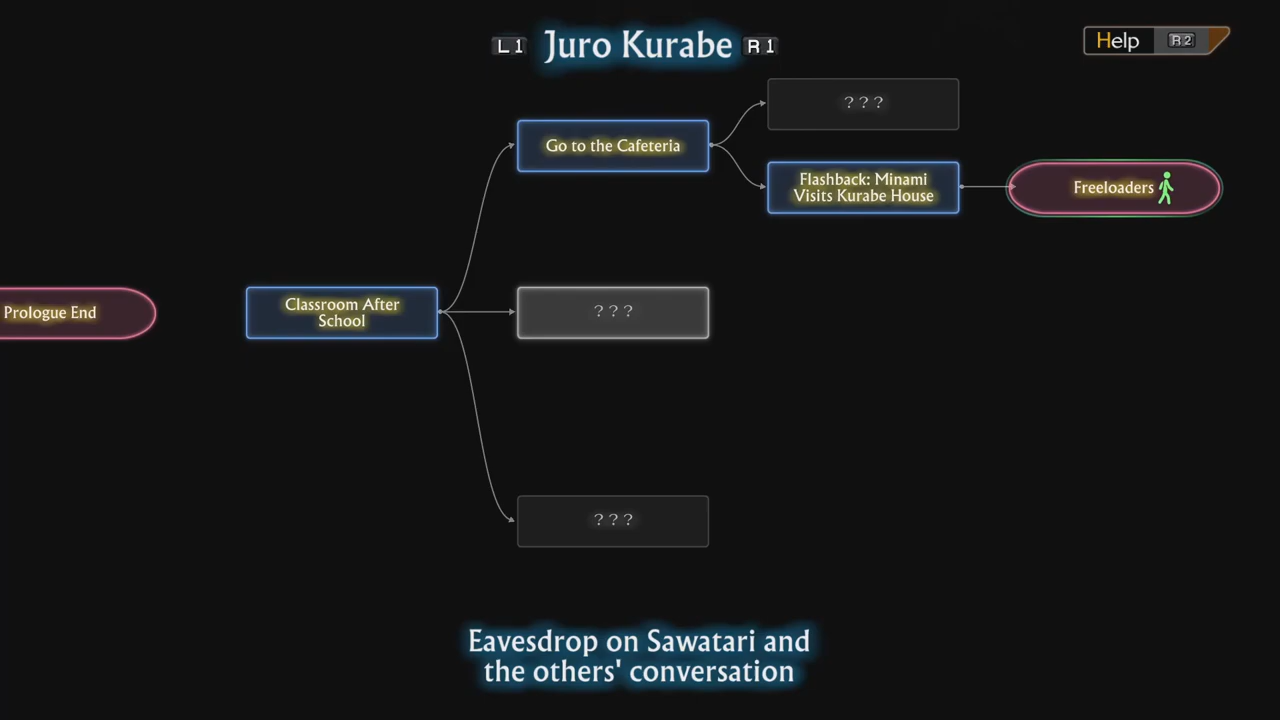 L1 Juro Kurabe R1
Help R2
? ? ?
Go to the Cafeteria
Flashback: Minami
Visits Kurabe House
Freeloaders
Prologue End
Classroom After
School
? ? ?
? ? ?
Eavesdrop on Sawatari and
the others' conversation